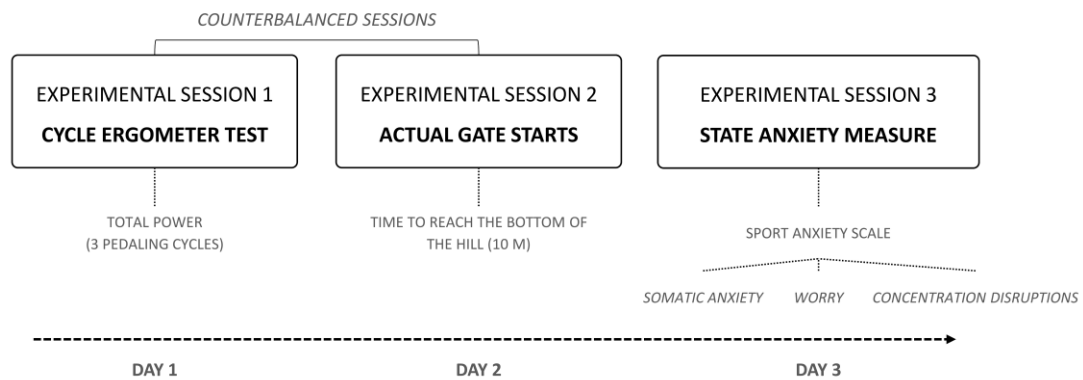 COUNTERBALANCED SESSIONS
EXPERIMENTAL SESSION 1
CYCLE ERGOMETER TEST
EXPERIMENTAL SESSION 2
ACTUAL GATE STARTS
EXPERIMENTAL SESSION 3
STATE ANXIETY MEASURE
TOTAL POWER
(3 PEDALING CYCLES)
TIME TO REACH THE BOTTOM OF
THE HILL (10 M)
SPORT ANXIETY SCALE
SOMATIC ANXIETY
WORRY
CONCENTRATION DISRUPTIONS
DAY 1
DAY 2
DAY 3